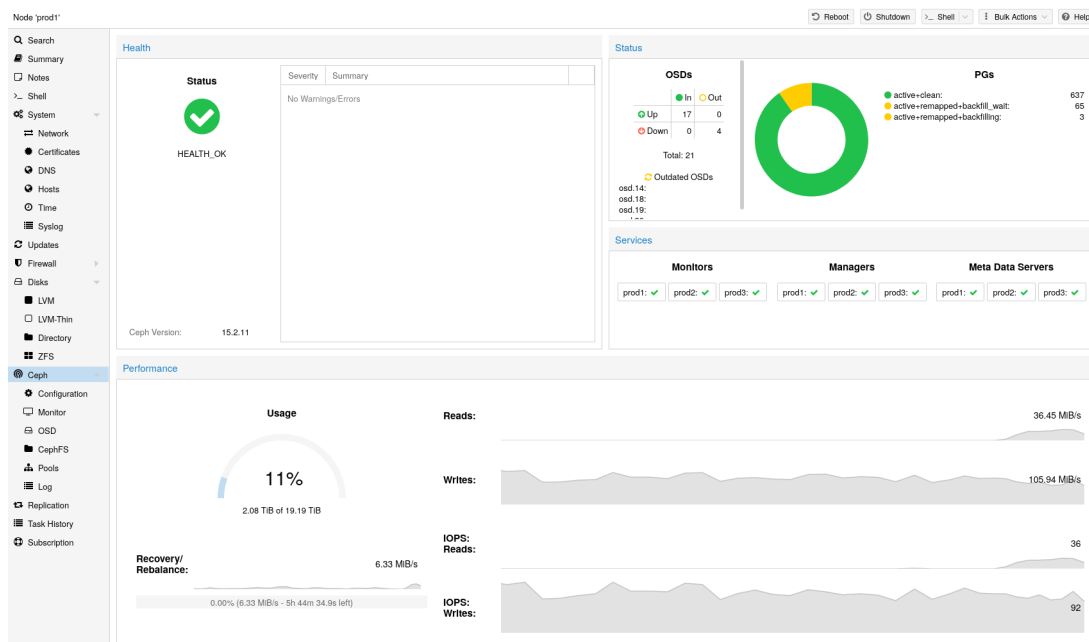 Node 'prod1'
Reboot
Shutdown
>_ Shell
Bulk Actions
Help
Search
Summary
Notes
>_ Shell
System
Network
Certificates
DNS
Hosts
Time
Syslog
Updates
Firewall
Disks
LVM
LVM-Thin
Directory
ZFS
Ceph
Configuration
Monitor
OSD
CephFS
Pools
Log
Replication
Task History
Subscription
Health
Status
HEALTH_OK
Severity Summary
No Warnings/Errors
Ceph Version: 15.2.11
Status
OSDs
In Out
Up 17 0
Down 0 4
Total: 21
Outdated OSDs
osd.14:
osd.18:
osd.19:
PGs
active+clean: 637
active+remapped+backfill_wait: 65
active+remapped+backfilling: 3
Services
Monitors
prod1: prod2: prod3:
Managers
prod1: prod2: prod3:
Meta Data Servers
prod1: prod2: prod3:
Performance
Usage
11%
2.08 TiB of 19.19 TiB
Recovery/
Rebalance:
6.33 MiB/s
0.00% (6.33 MiB/s - 5h 44m 34.9s left)
Reads:
36.45 MiB/s
Writes:
105.94 MiB/s
IOPS:
Reads:
36
IOPS:
Writes:
92